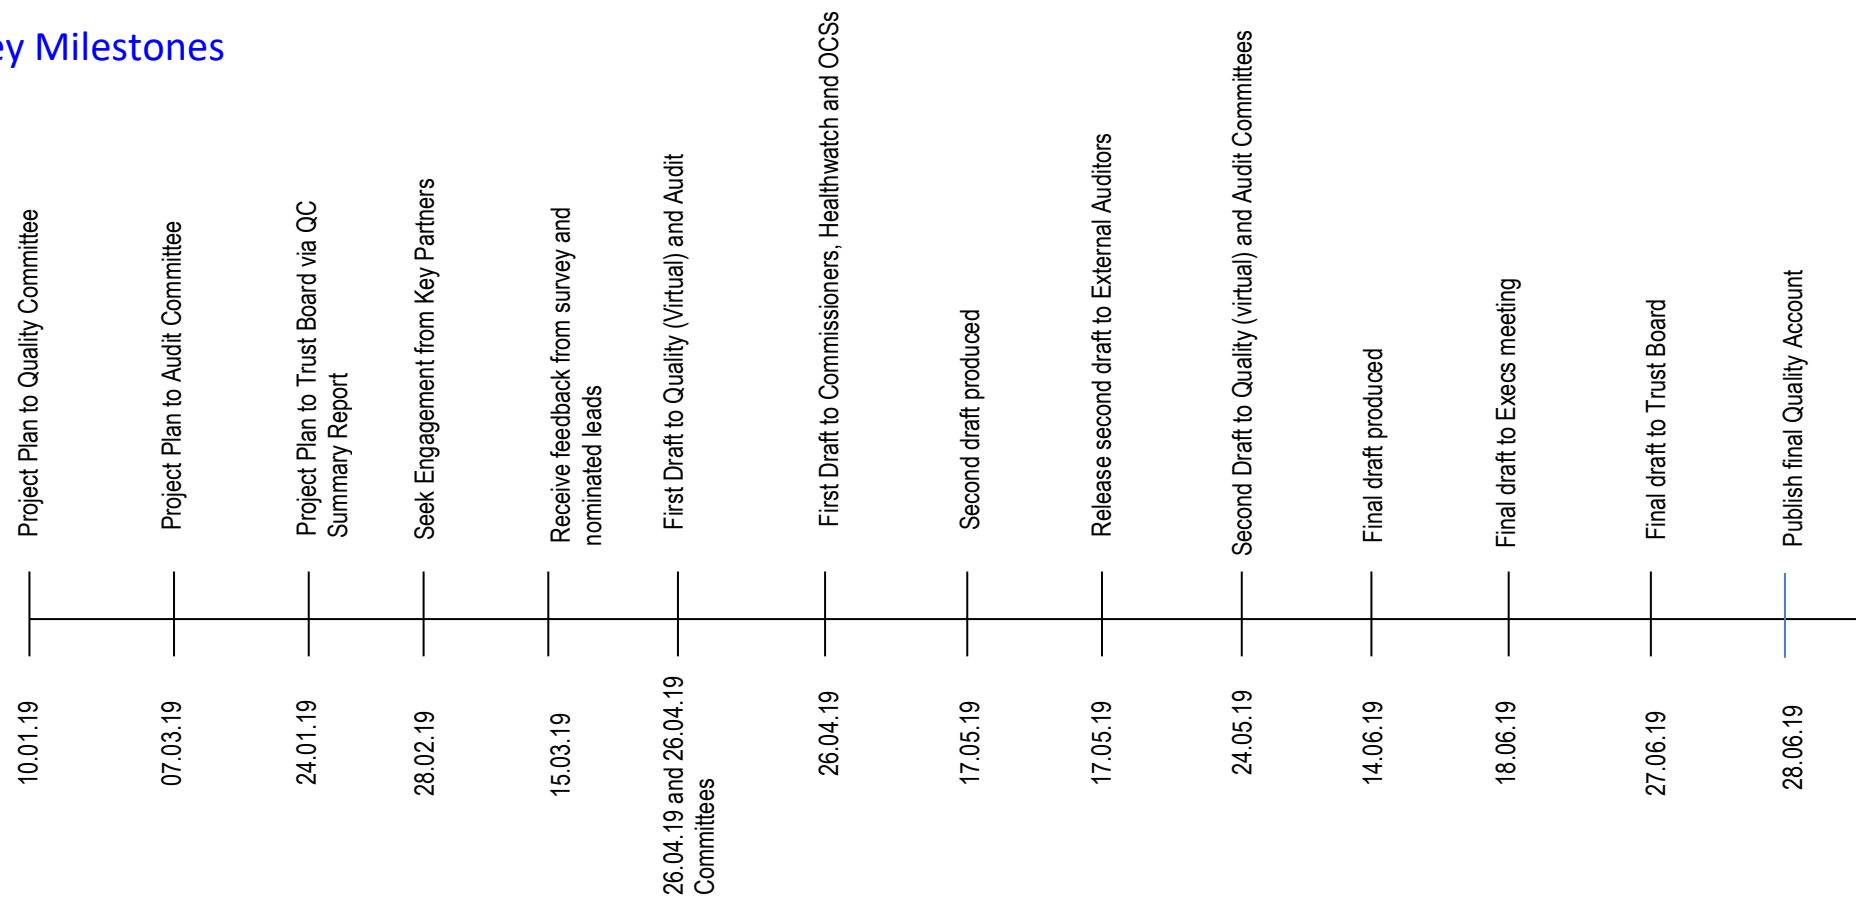 ey Milestones
Project Plan to Quality Committee
Project Plan to Audit Committee
Project Plan to Trust Board via QC
Summary Report
Seek Engagement from Key Partners
Receive feedback from survey and
nominated leads
First Draft to Quality (Virtual) and Audit
First Draft to Commissioners, Healthwatch and OCSs
Second draft produced
Release second draft to External Auditors
Second Draft to Quality (virtual) and Audit Committees
Final draft produced
Final draft to Execs meeting
Final draft to Trust Board
Publish final Quality Account
10.01.19
07.03.19
24.01.19
28.02.19
15.03.19
26.04.19 and 26.04.19
Committees
26.04.19
17.05.19
17.05.19
24.05.19
14.06.19
18.06.19
27.06.19
28.06.19